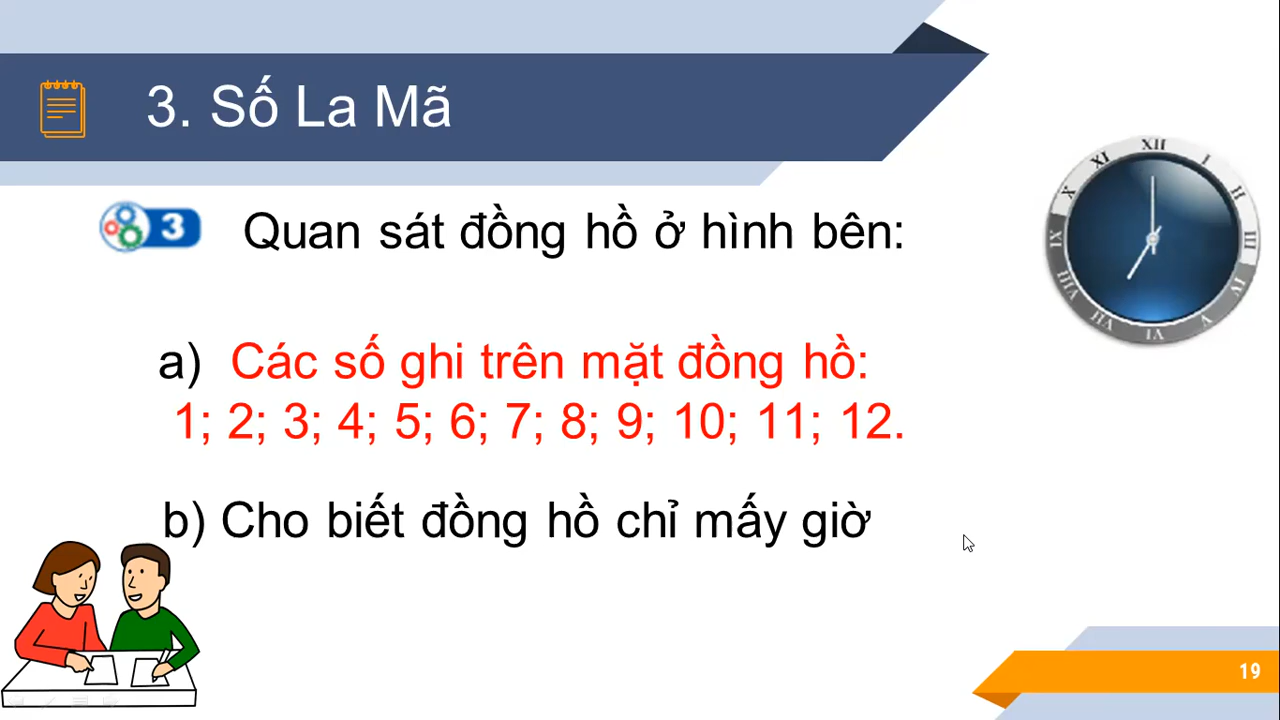 3. Số La Mã
3 Quan sát đồng hồ ở hình bên:
XII
I
II
III
IV
V
VI
VII
VIII
XI
X
XI
a) Các số ghi trên mặt đồng hồ:
1; 2; 3; 4; 5; 6; 7; 8; 9; 10; 11; 12.
b) Cho biết đồng hồ chỉ mấy giờ
19